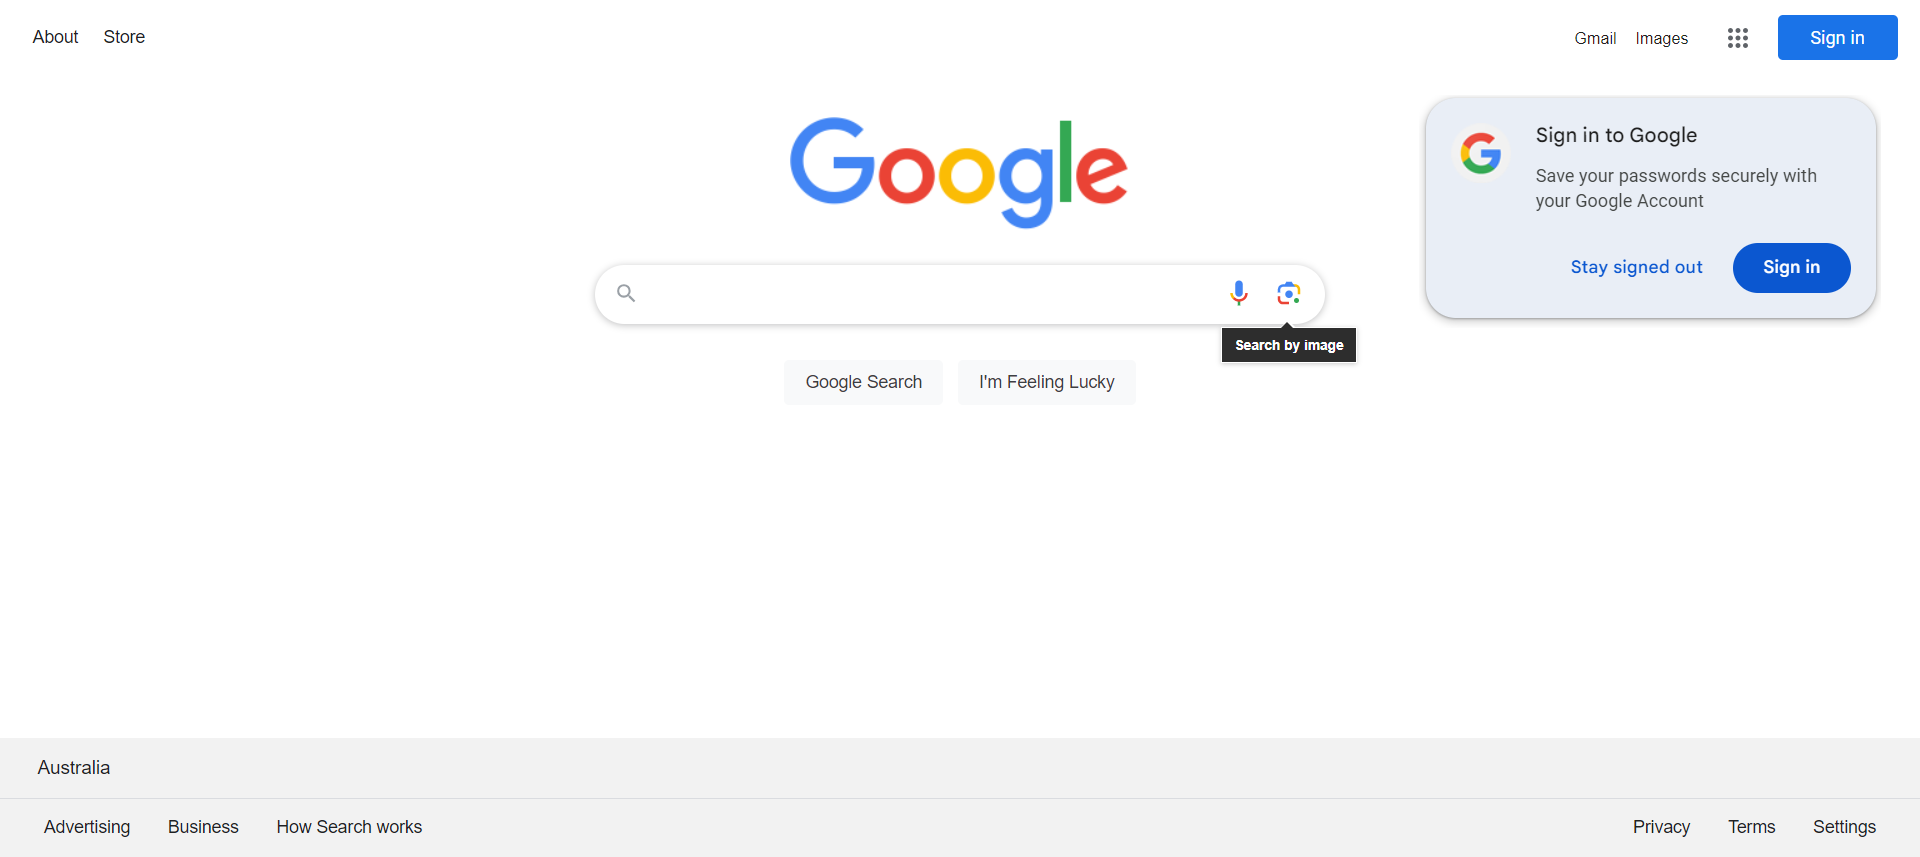 About Store
Gmail Images Sign in
Google
Sign in to Google
Save your passwords securely with
your Google Account
Stay signed out Sign in
Search by image
Google Search I'm Feeling Lucky
Australia
Advertising Business How Search works
Privacy Terms Settings